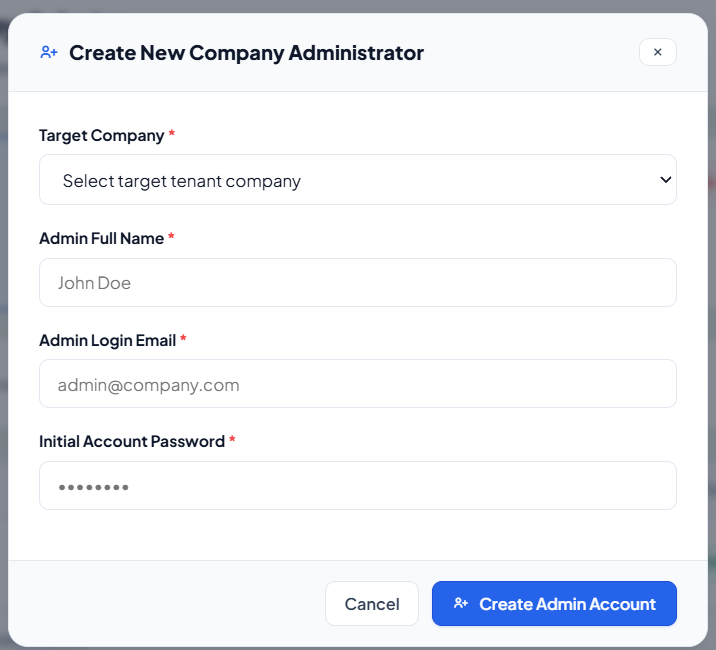 Create New Company Administrator
×
Target Company *
Select target tenant company
Admin Full Name *
John Doe
Admin Login Email *
admin@company.com
Initial Account Password *
••••••••
Cancel
Create Admin Account